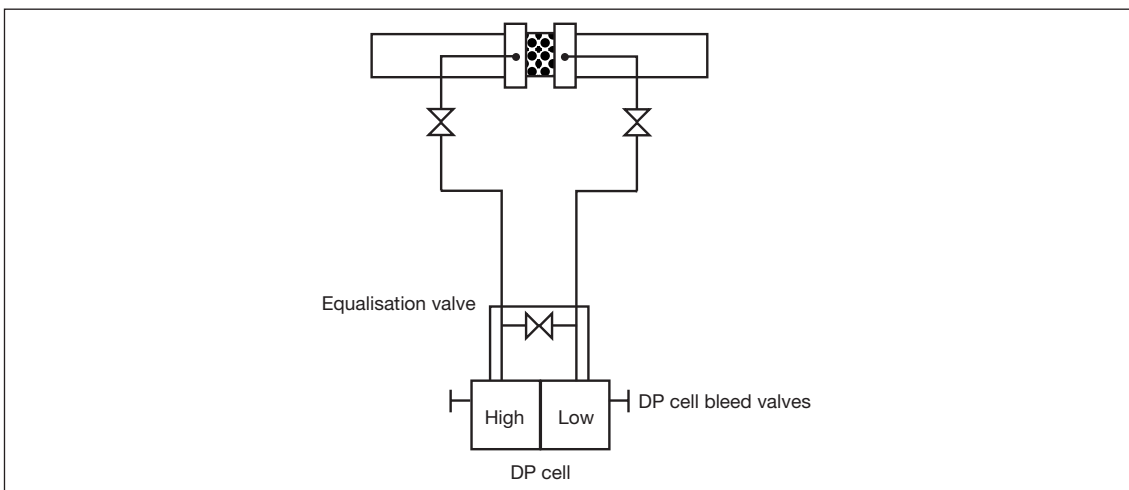 Equalisation valve
High
Low
DP cell bleed valves
DP cell